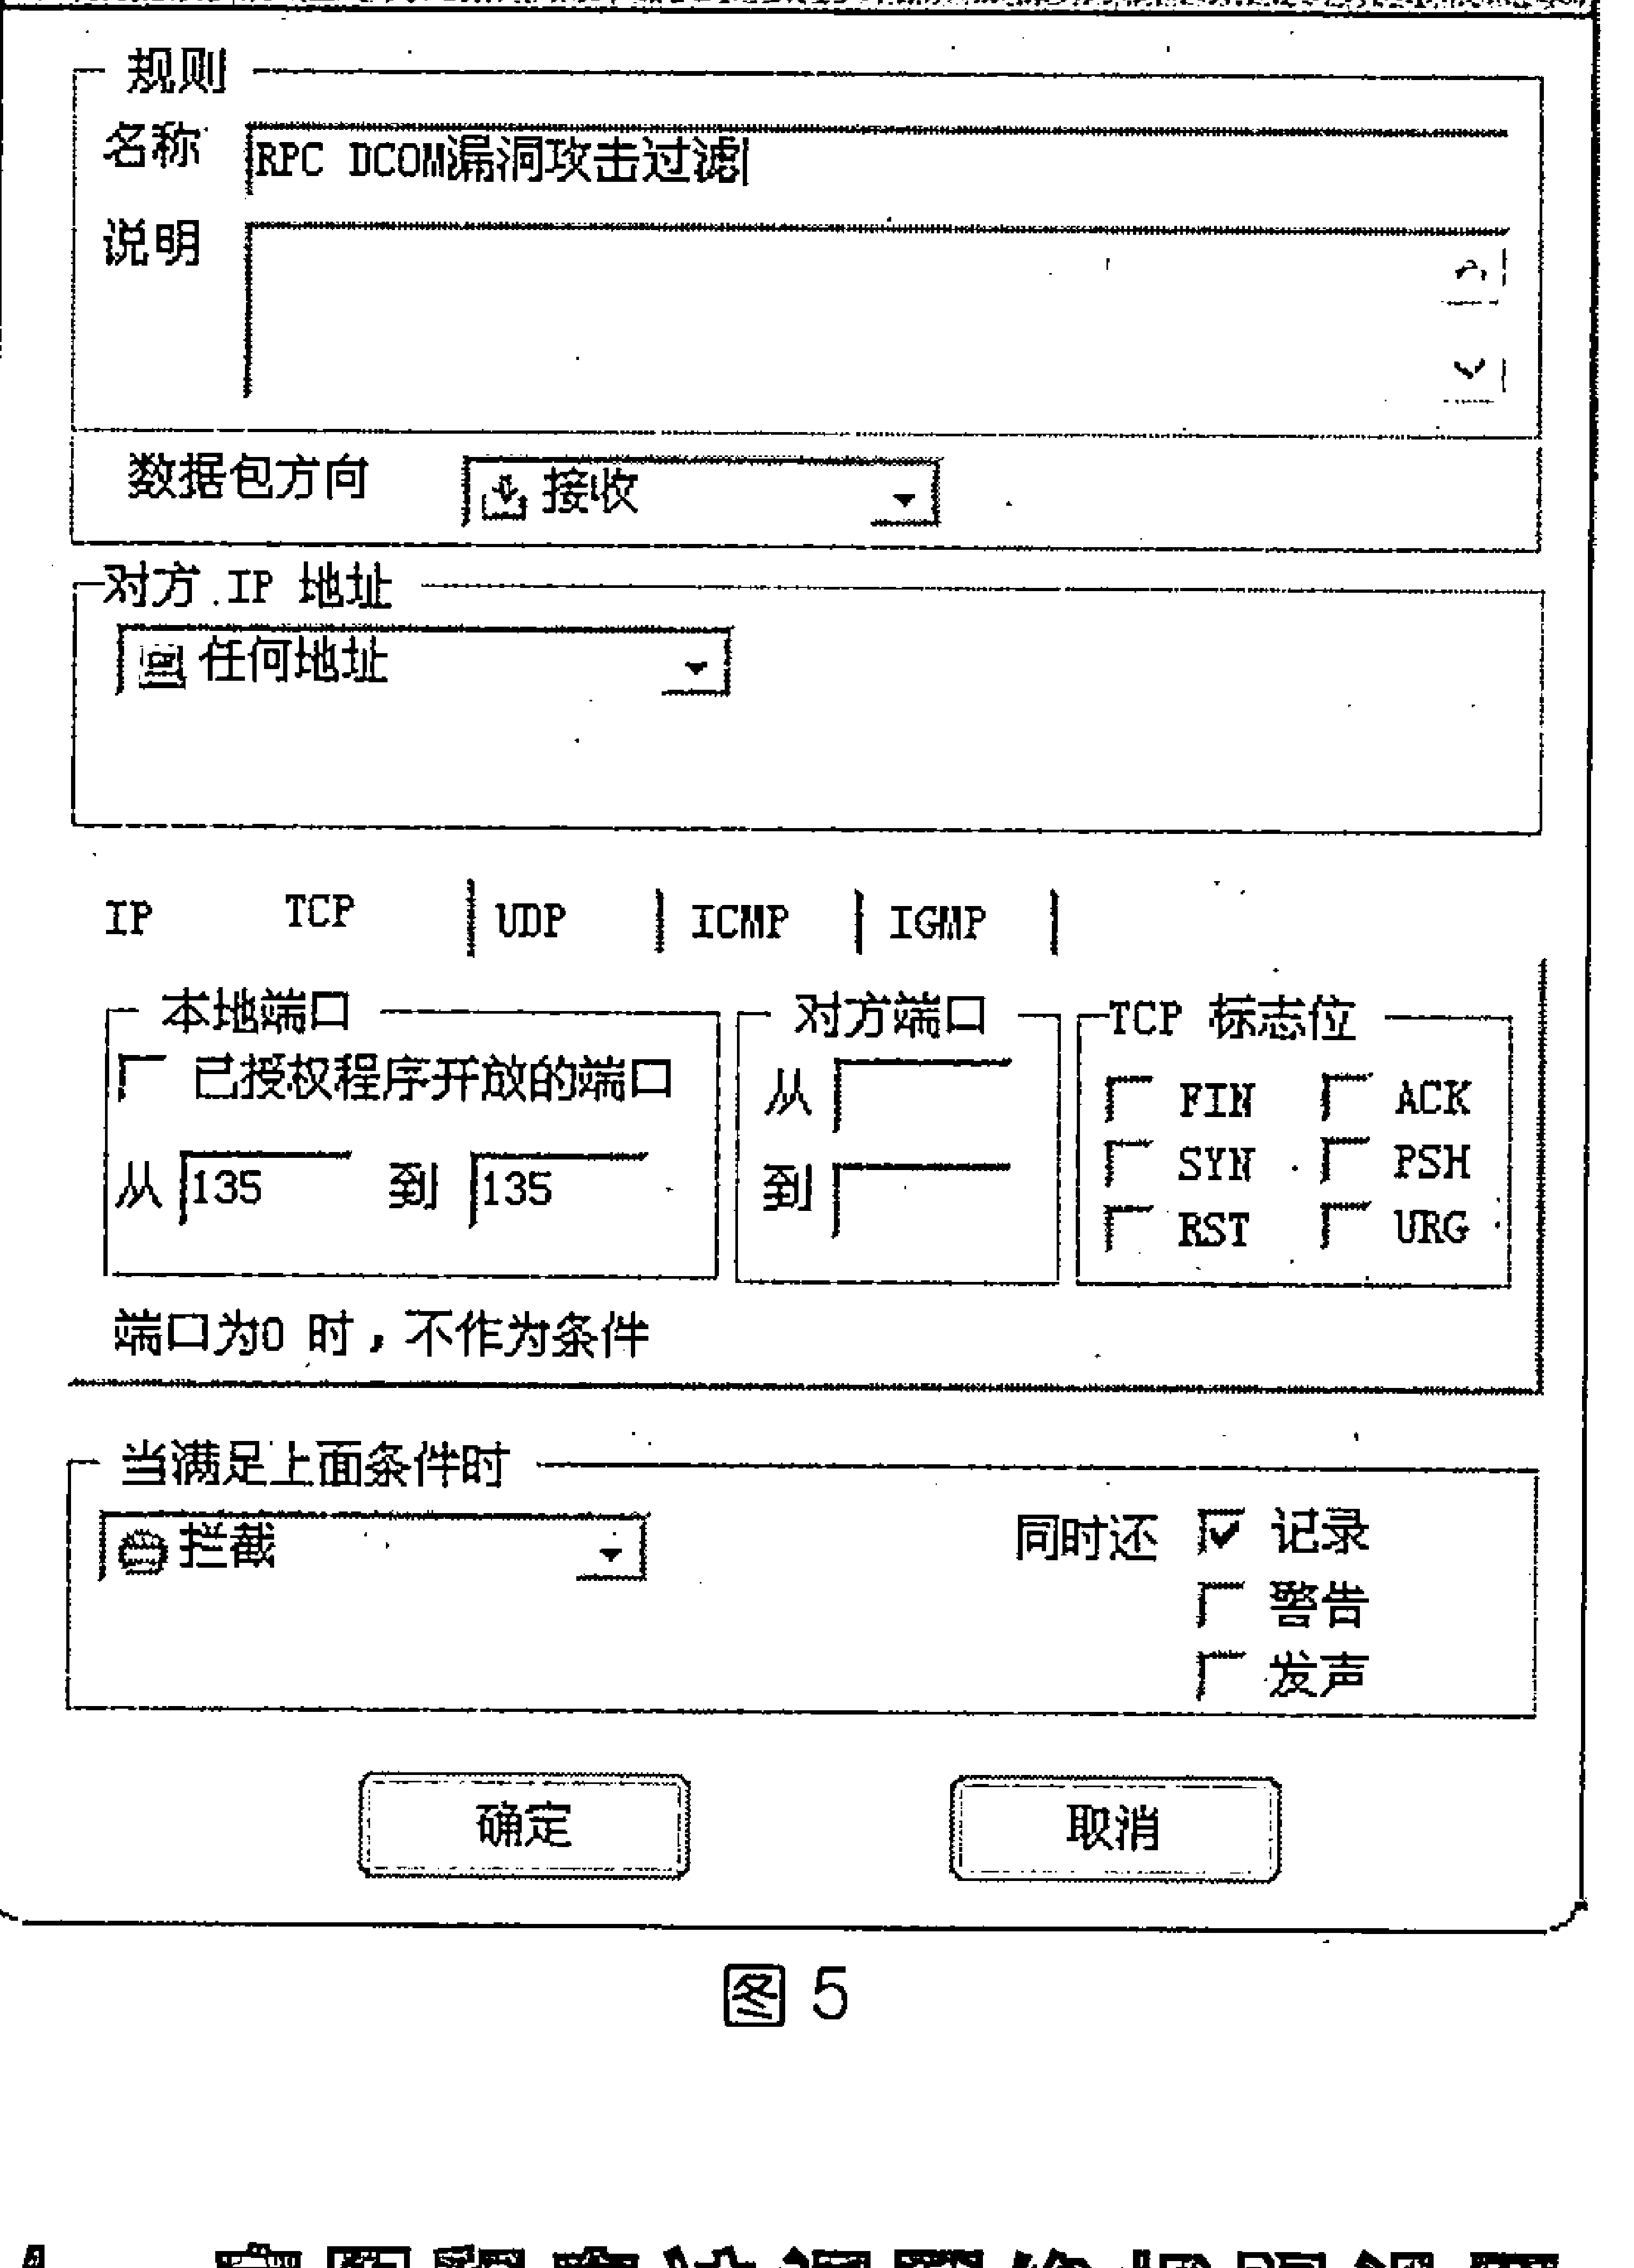 规则
名称 RPC DCOM漏洞攻击过滤
说明
数据包方向 接收
对方 IP 地址
任何地址
IP TCP UDP ICMP IGMP
本地端口 对方端口 TCP 标志位
已授权程序开放的端口 从 FIN ACK
从 135 到 135 到 SYN PSH
RST URG
端口为0 时，不作为条件
当满足上面条件时
拦截 同时还 记录
警告
发声
确定 取消
图 5